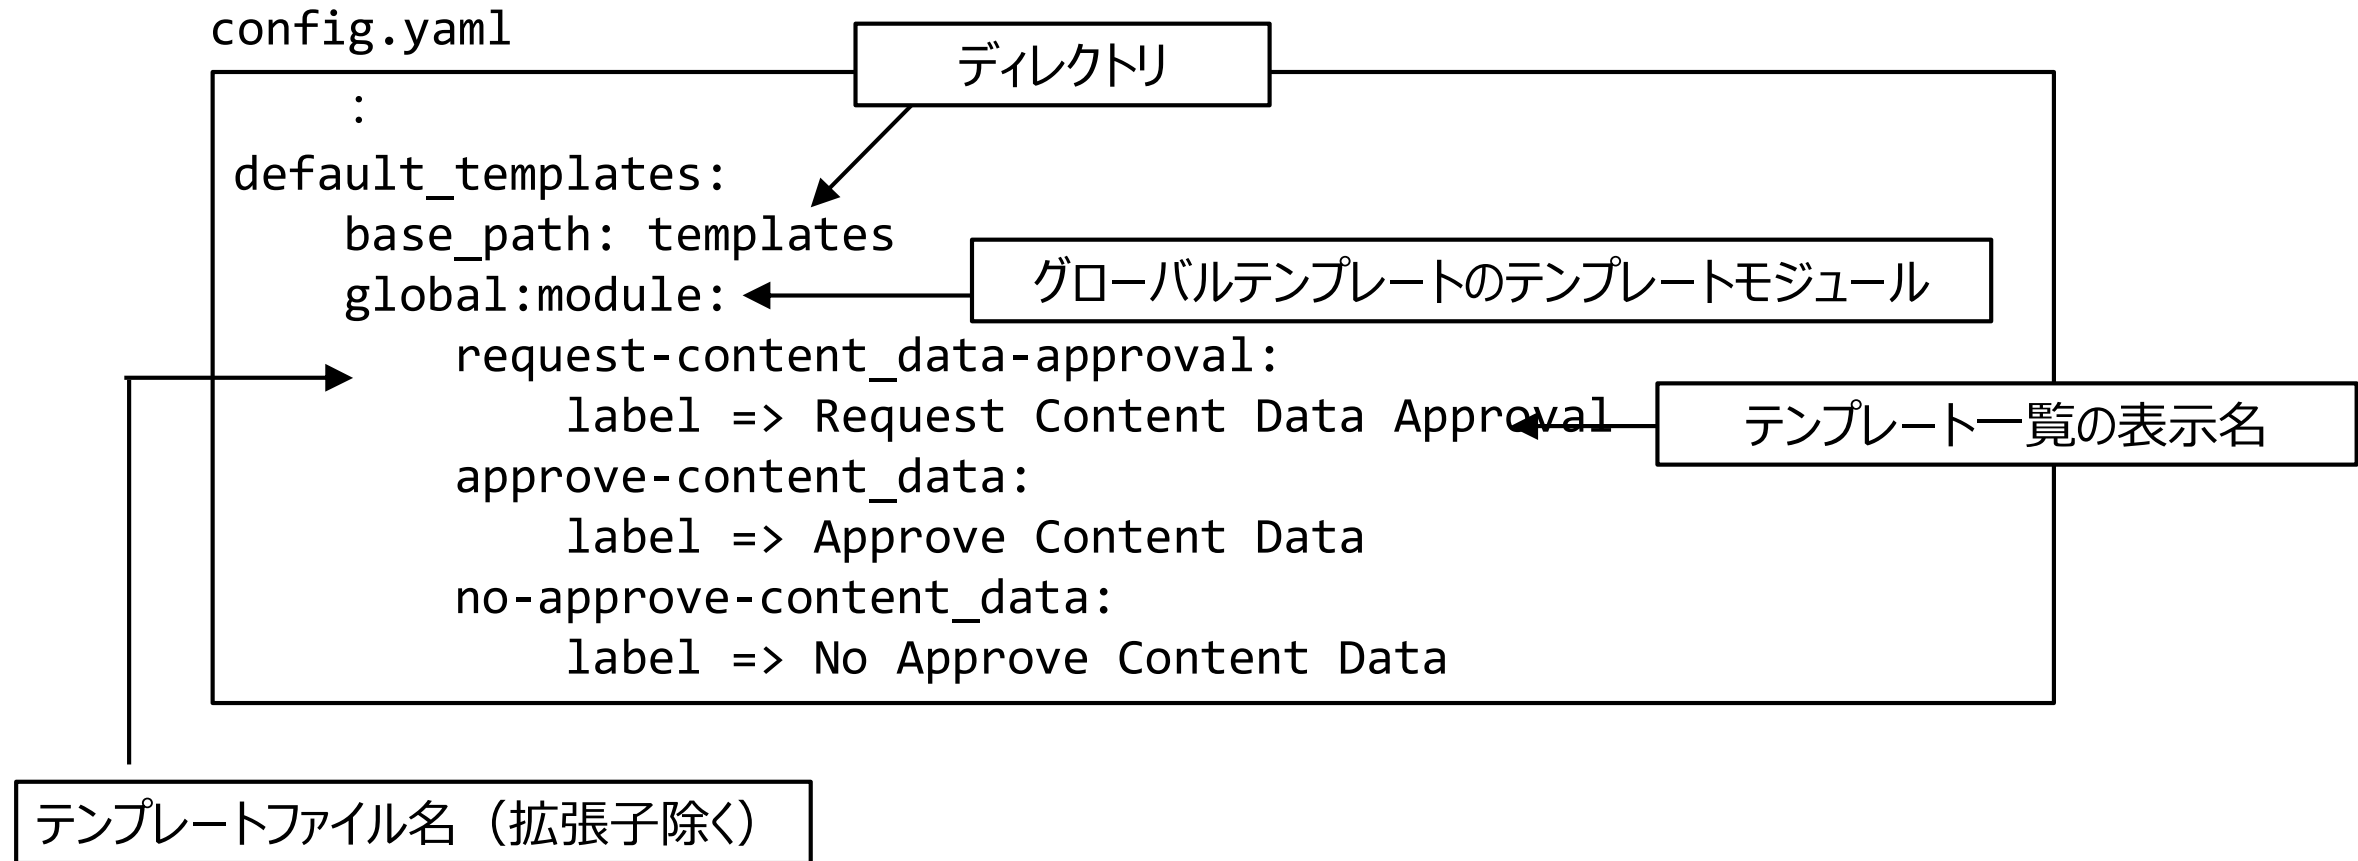 config.yaml
ディレクトリ
:
default_templates:
base_path: templates
global:module:
グローバルテンプレートのテンプレートモジュール
request-content_data-approval:
label => Request Content Data Approval
テンプレート一覧の表示名
approve-content_data:
label => Approve Content Data
no-approve-content_data:
label => No Approve Content Data
テンプレートファイル名（拡張子除く）